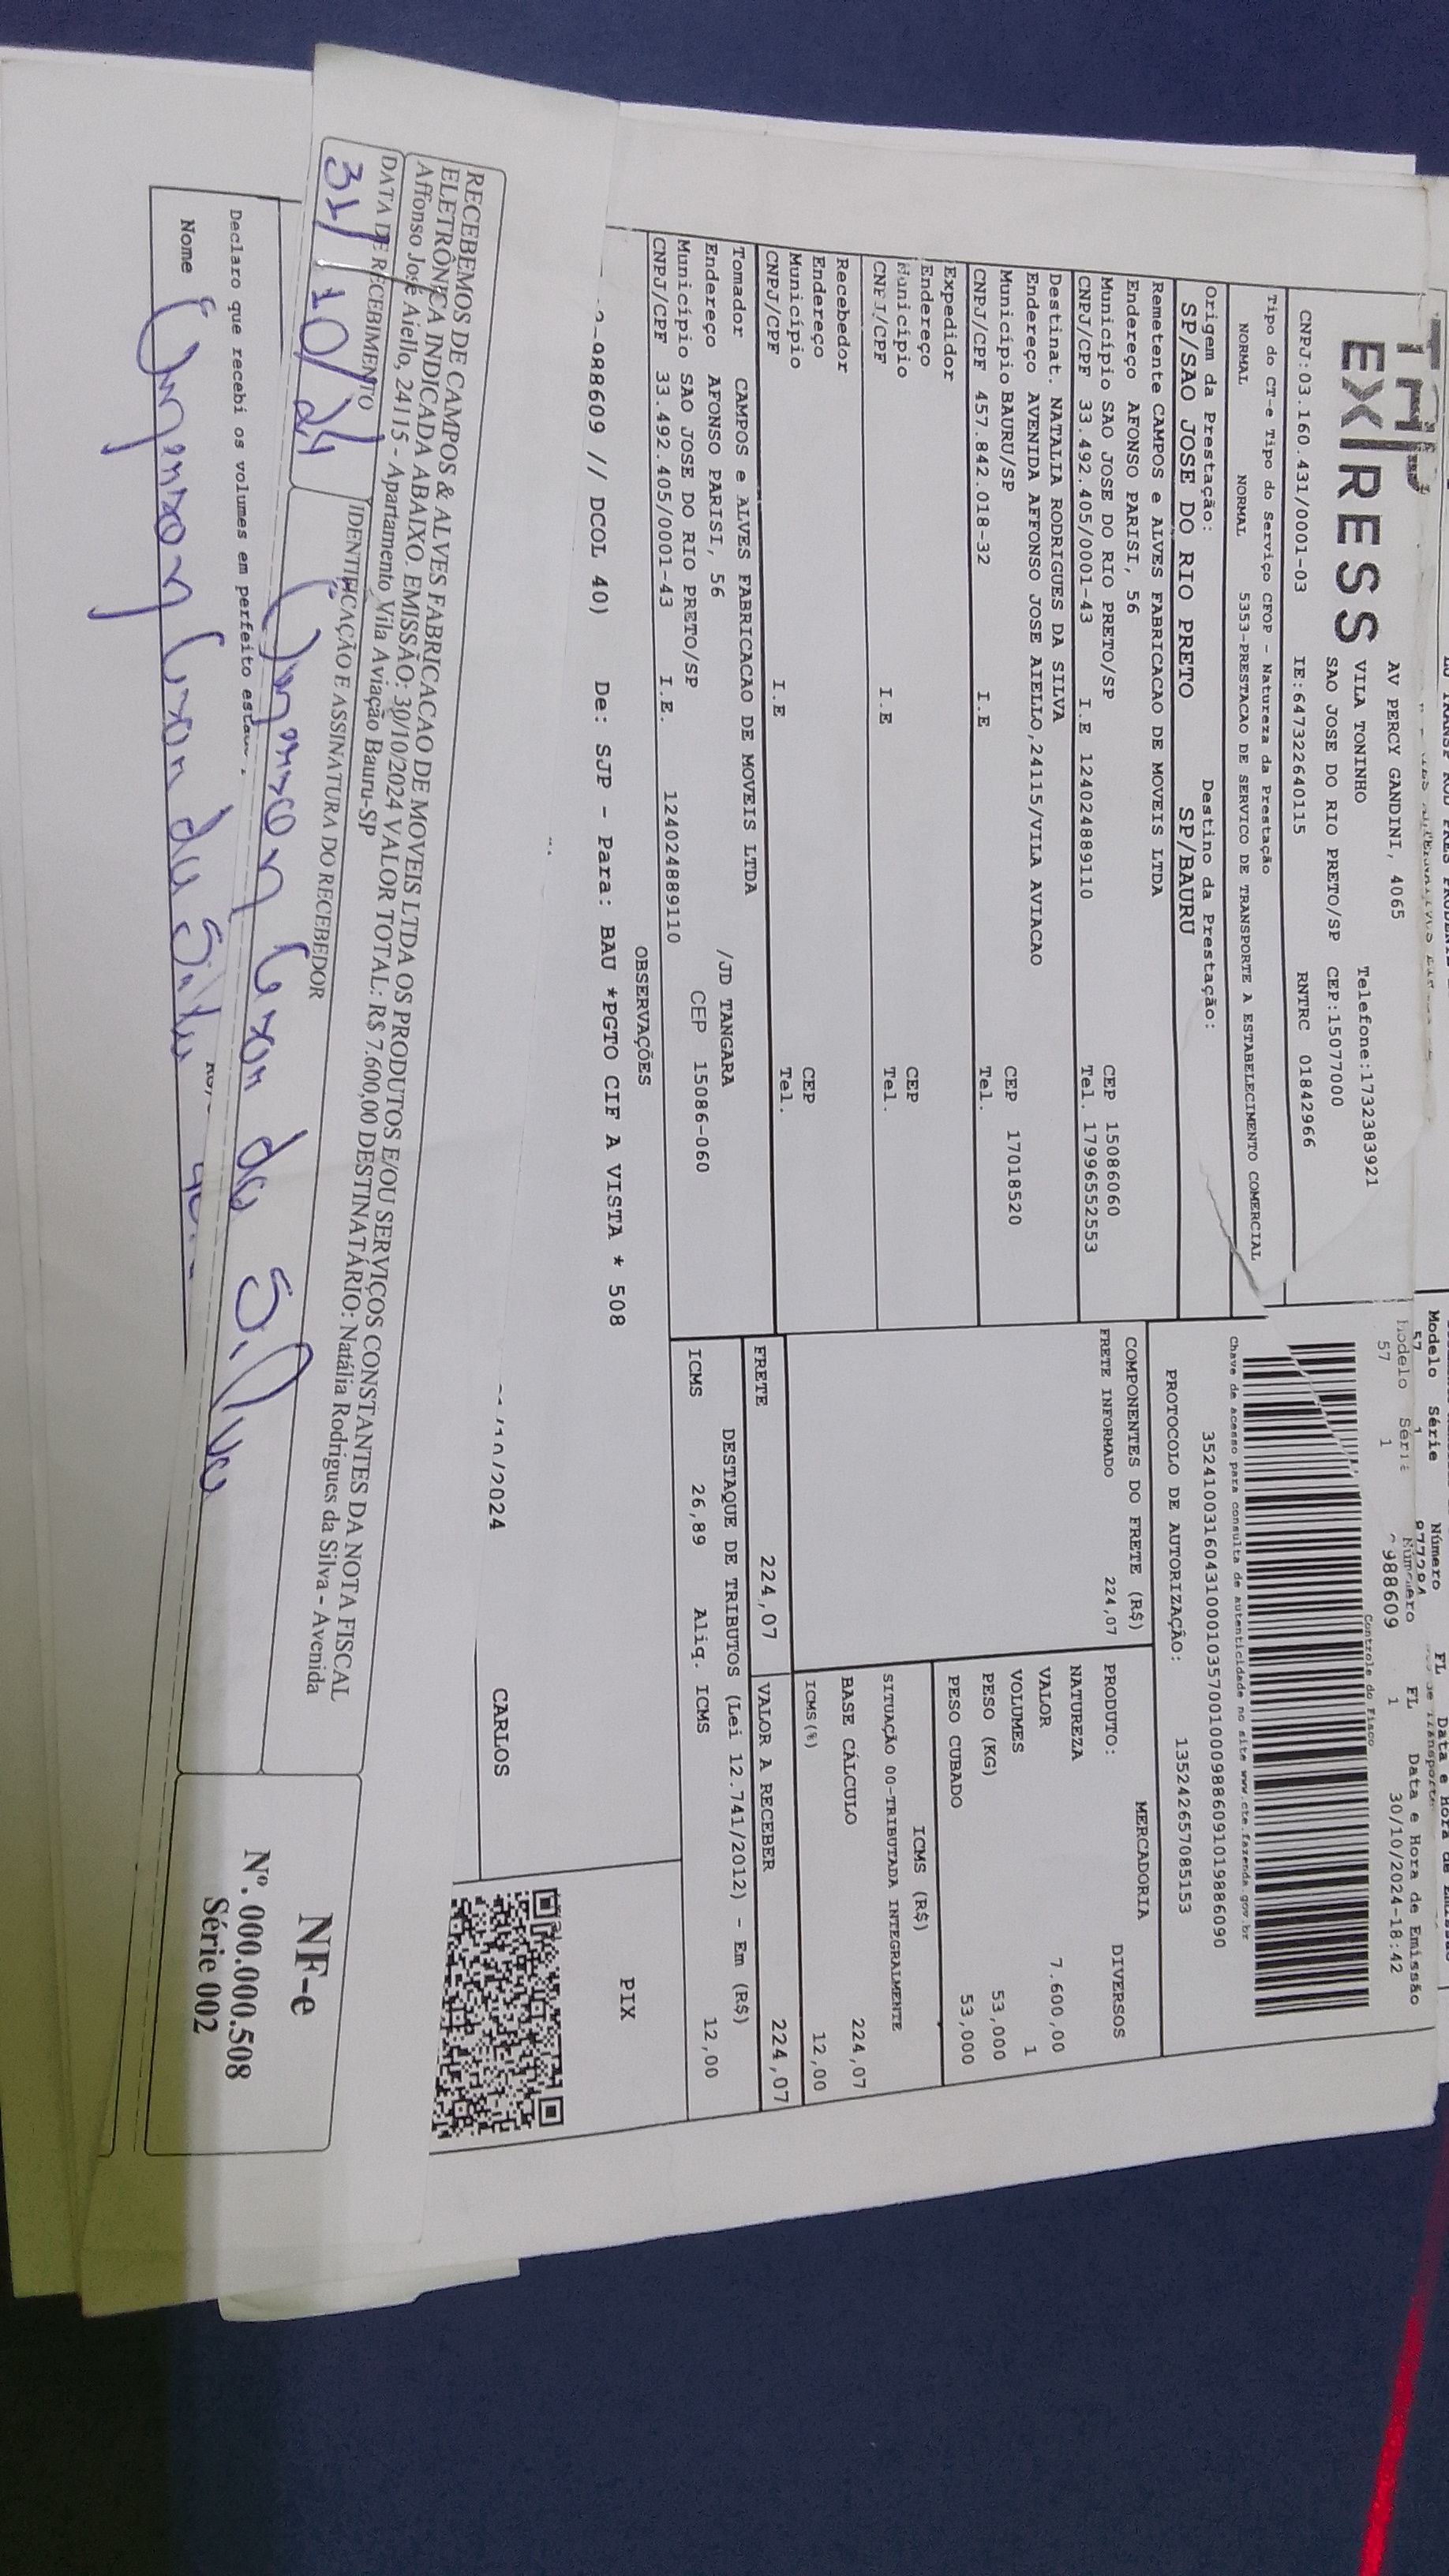 EXPRESS
AV PERCY GANDINI, 4065
VILA TONINHO Telefone:1732383921
SAO JOSE DO RIO PRETO/SP CEP:15077000
CNPJ:03.160.431/0001-03 IE:647322640115 RNTRC 01842966
Modelo Série Número FL Data e
57 1
Número FL Data e Hora de Emissão
57 1 988609 1 30/10/2024-18:42
Controle do Fisco
Chave de acesso para consulta de autenticidade no site www.cte.fazenda.gov.br
35241003160431000103570010009886091019886090
PROTOCOLO DE AUTORIZAÇÃO: 135242657085153
Tipo do CT-e Tipo do Serviço CFOP - Natureza da Prestação
NORMAL NORMAL 5353-PRESTACAO DE SERVICO DE TRANSPORTE A ESTABELECIMENTO COMERCIAL
Origem da Prestação: Destino da Prestação:
SP/SAO JOSE DO RIO PRETO SP/BAURU
Remetente CAMPOS e ALVES FABRICACAO DE MOVEIS LTDA
Endereço AFONSO PARISI, 56
Município SAO JOSE DO RIO PRETO/SP CEP 15086060
CNPJ/CPF 33.492.405/0001-43 I.E 124024889110 Tel. 17996552553
Destinat. NATALIA RODRIGUES DA SILVA
Endereço AVENIDA AFFONSO JOSE AIELLO,24115/VILA AVIACAO
Município BAURU/SP CEP 17018520
CNPJ/CPF 457.842.018-32 I.E Tel.
Expedidor
Endereço
Município CEP
CNPJ/CPF I.E Tel.
Recebedor
Endereço
Município CEP
CNPJ/CPF I.E Tel.
Tomador CAMPOS e ALVES FABRICACAO DE MOVEIS LTDA
Endereço AFONSO PARISI, 56 /JD TANGARA
Município SAO JOSE DO RIO PRETO/SP CEP 15086-060
CNPJ/CPF 33.492.405/0001-43 I.E. 124024889110
COMPONENTES DO FRETE (R$)
FRETE INFORMADO 224,07
MERCADORIA
PRODUTO: DIVERSOS
NATUREZA
VALOR 7.600,00
VOLUMES 1
PESO (KG) 53,000
PESO CUBADO 53,000
ICMS (R$)
SITUAÇÃO 00-TRIBUTADA INTEGRALMENTE
BASE CÁLCULO 224,07
ICMS(%) 12,00
FRETE 224,07 VALOR A RECEBER 224,07
DESTAQUE DE TRIBUTOS (Lei 12.741/2012) - Em (R$)
ICMS 26,89 Aliq. ICMS 12,00
OBSERVAÇÕES
988609 // DCOL 40) De: SJP - Para: BAU *PGTO CIF A VISTA * 508
PIX
/10/2024 CARLOS
RECEBEMOS DE CAMPOS & ALVES FABRICACAO DE MOVEIS LTDA OS PRODUTOS E/OU SERVIÇOS CONSTANTES DA NOTA FISCAL
ELETRÔNICA INDICADA ABAIXO. EMISSÃO: 30/10/2024 VALOR TOTAL: R$ 7.600,00 DESTINATÁRIO: Natália Rodrigues da Silva - Avenida
Affonso José Aiello, 24115 - Apartamento Vila Aviação Bauru-SP
DATA DE RECEBIMENTO IDENTIFICAÇÃO E ASSINATURA DO RECEBEDOR
31/10/24 da Silva
NF-e
Nº. 000.000.508
Série 002
Declaro que recebi os volumes em perfeito
Nome da Silva